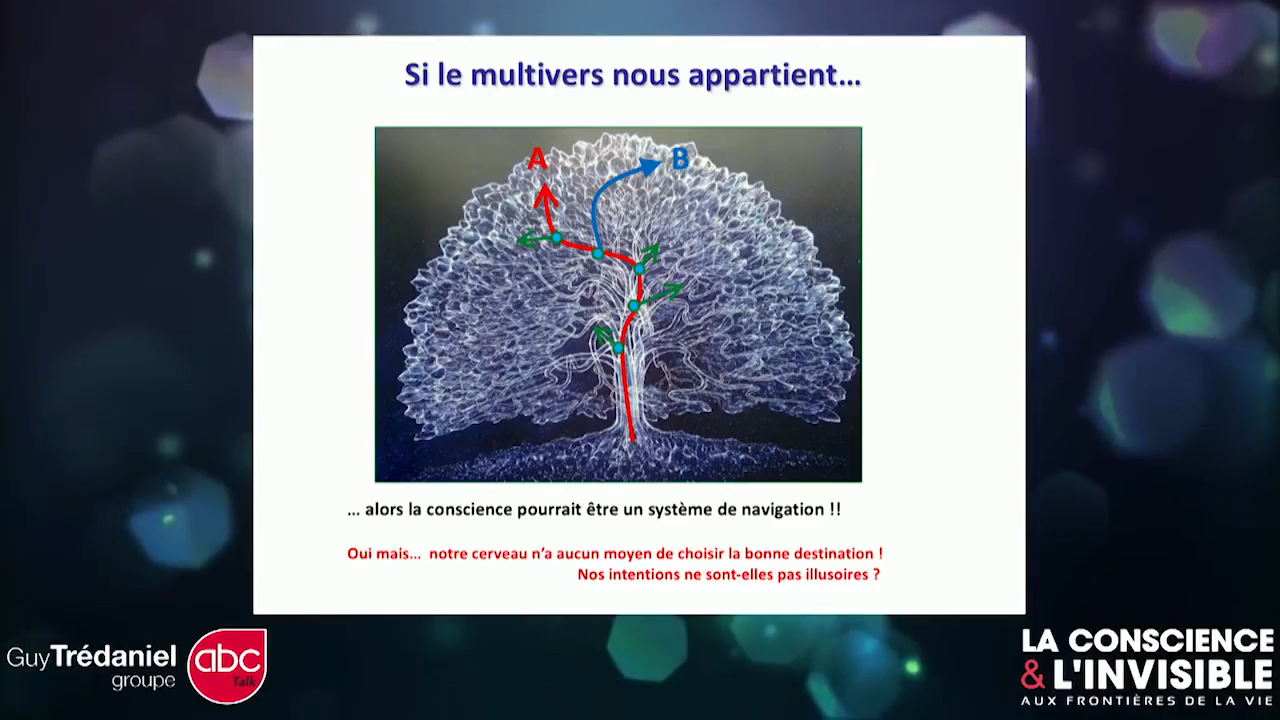 Si le multivers nous appartient...
A
B
... alors la conscience pourrait être un système de navigation !!
Oui mais... notre cerveau n'a aucun moyen de choisir la bonne destination !
Nos intentions ne sont-elles pas illusoires ?
Guy Trédaniel
groupe
abc
Talk
LA CONSCIENCE
& L'INVISIBLE
AUX FRONTIÈRES DE LA VIE